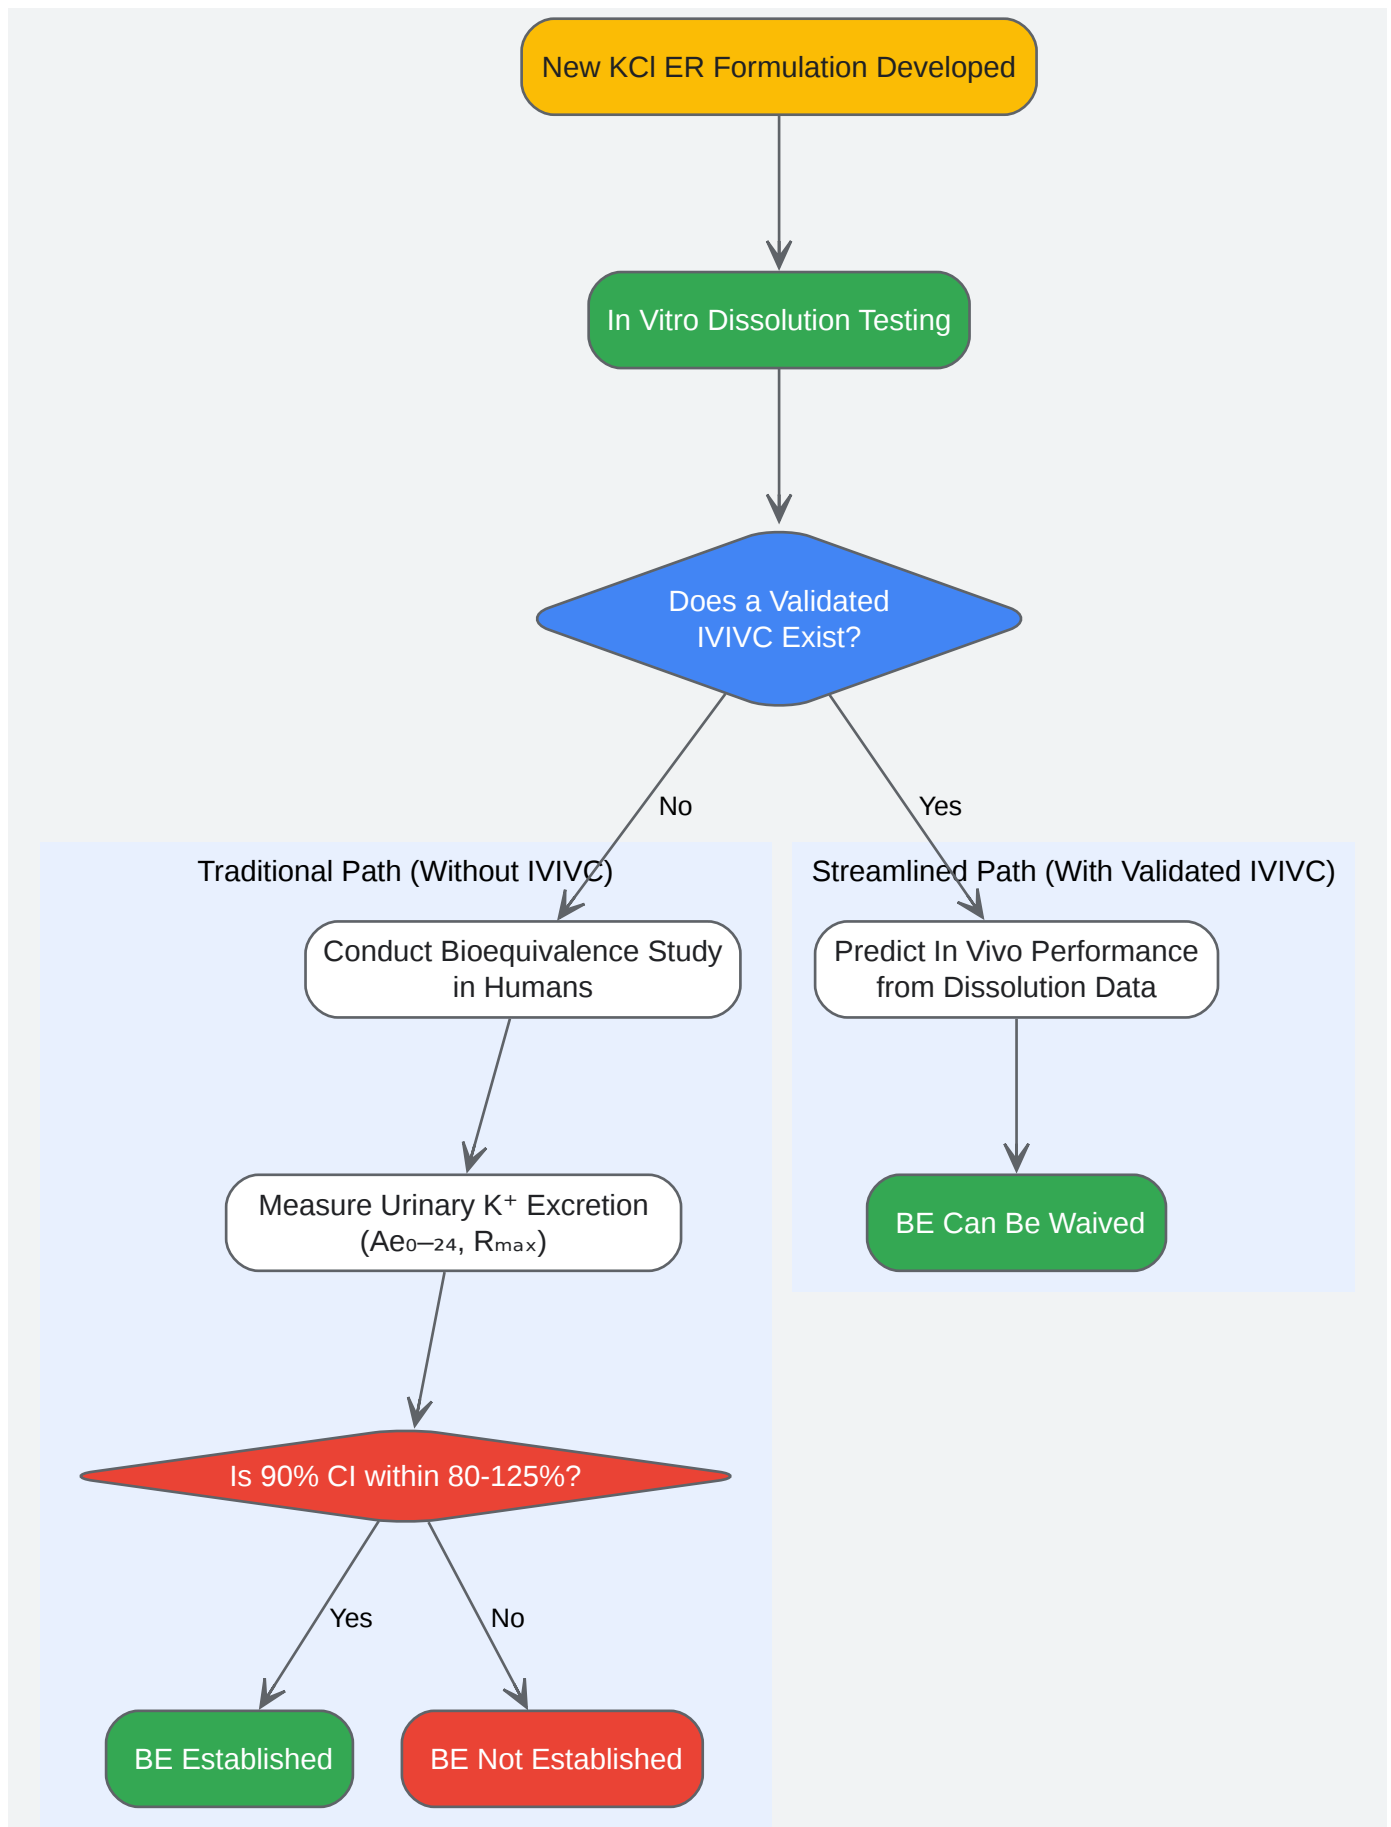 New KCl ER Formulation Developed
In Vitro Dissolution Testing
Does a Validated
IVIVC Exist?
No
Yes
Traditional Path (Without IVIVC)
Conduct Bioequivalence Study
in Humans
Measure Urinary K⁺ Excretion
(Ae₀–₂₄, Rₘₐₓ)
Is 90% CI within 80-125%?
Yes
No
BE Established
BE Not Established
Streamlined Path (With Validated IVIVC)
Predict In Vivo Performance
from Dissolution Data
BE Can Be Waived